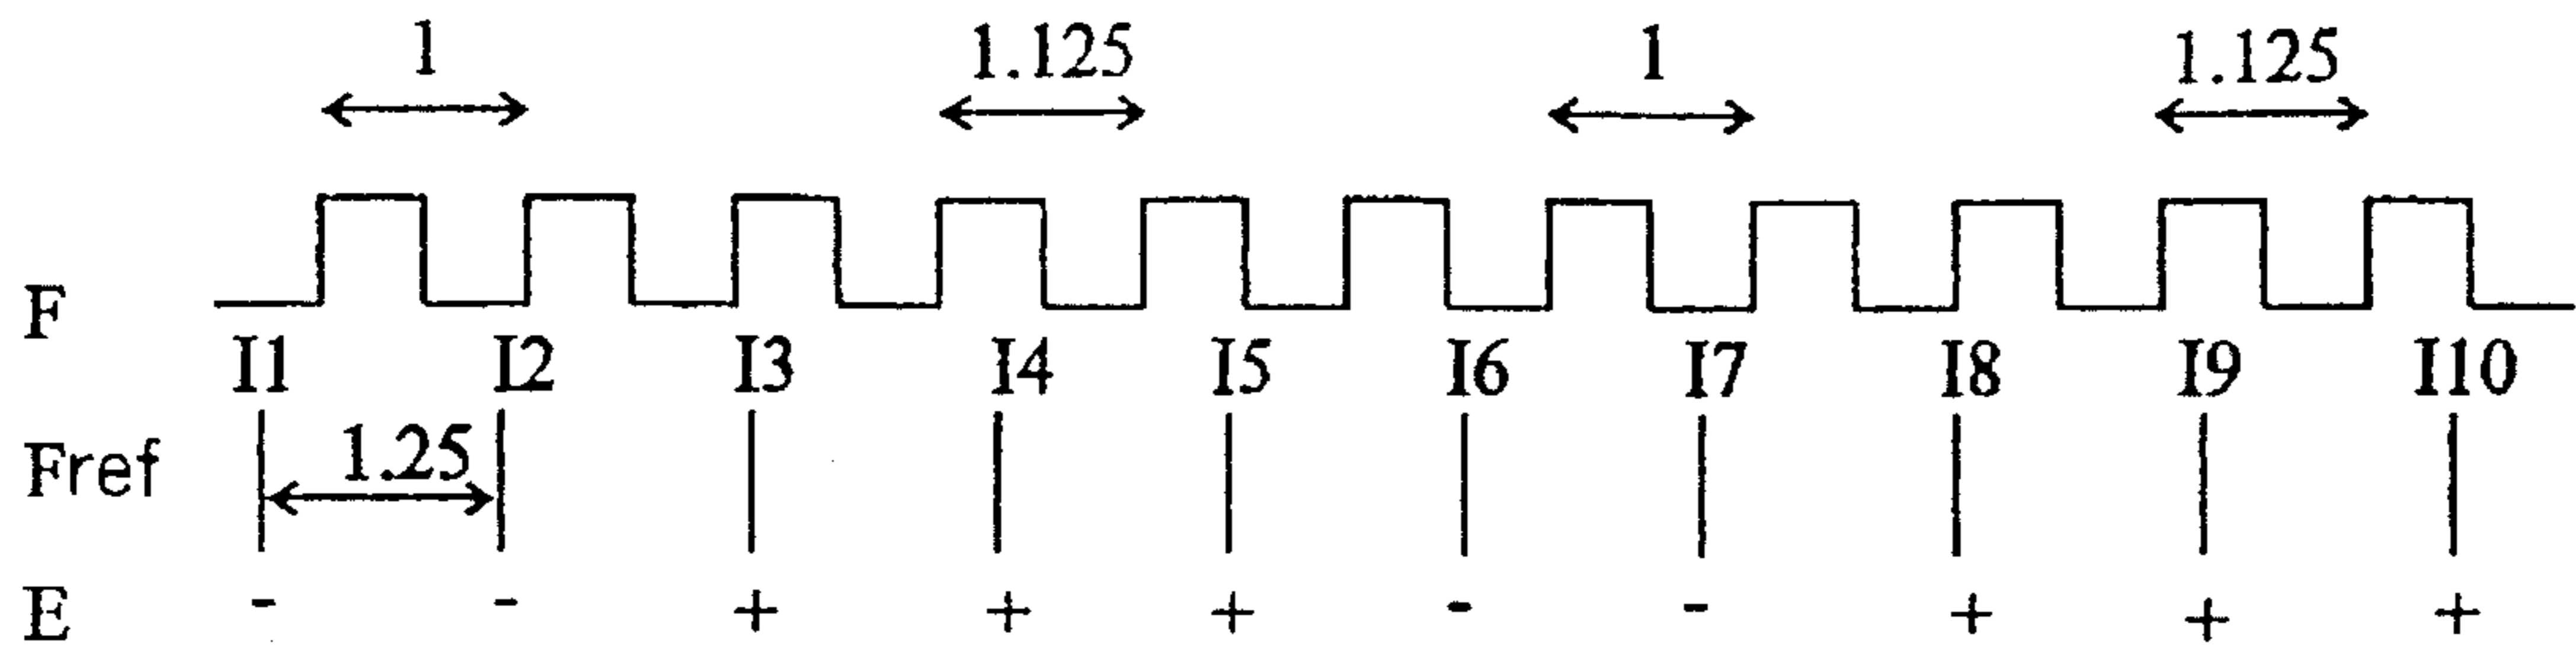 1 1.125 1 1.125
F
I1 I2 I3 I4 I5 I6 I7 I8 I9 I10
Fref 1.25
E - - + + + - - + + +